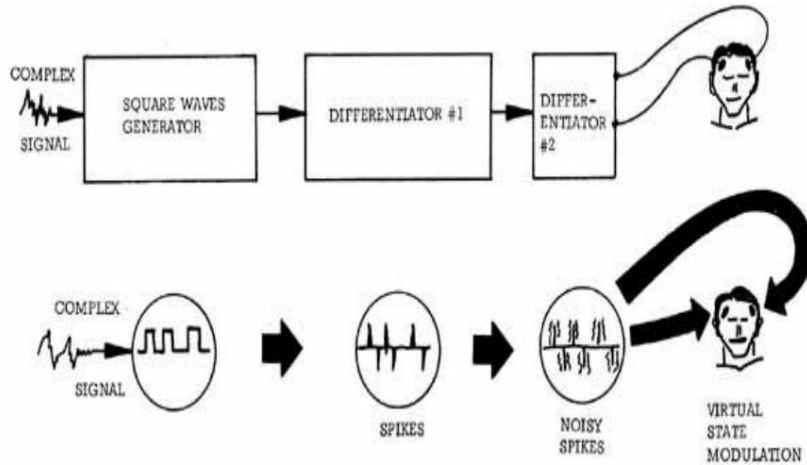 COMPLEX
SIGNAL
SQUARE WAVES
GENERATOR
DIFFERENTIATOR #1
DIFFER-
ENTIATOR
#2
COMPLEX
SIGNAL
SPIKES
NOISY
SPIKES
VIRTUAL
STATE
MODULATION